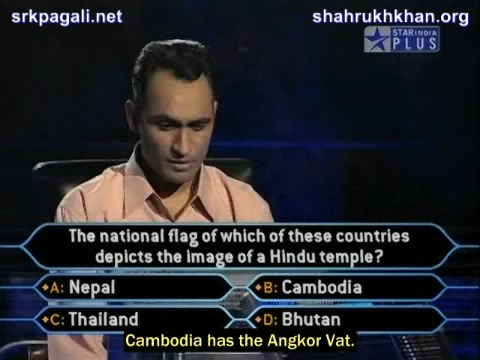 srkpagali.net
shahrukhkhan.org
STAR INDIA
PLUS
The national flag of which of these countries
depicts the image of a Hindu temple?
A: Nepal
B: Cambodia
C: Thailand
D: Bhutan
Cambodia has the Angkor Vat.